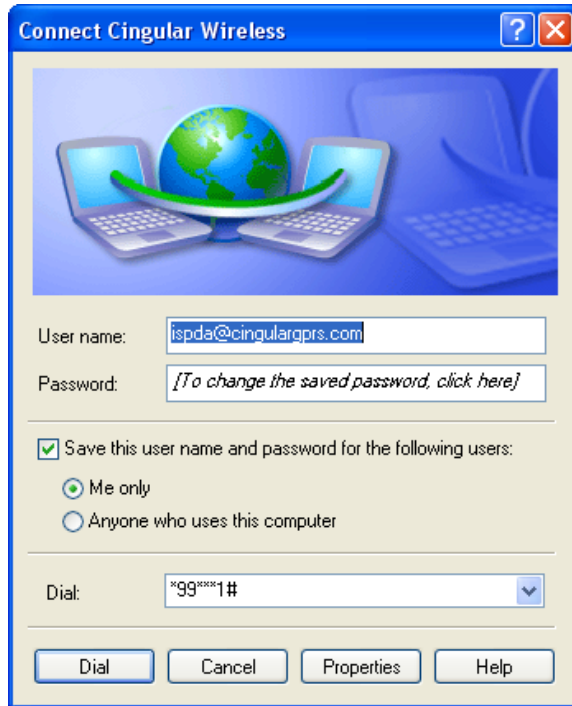 Connect Cingular Wireless
User name: ispda@cingulargprs.com
Password: [To change the saved password, click here]
Save this user name and password for the following users:
Me only
Anyone who uses this computer
Dial: *99***1#
Dial Cancel Properties Help